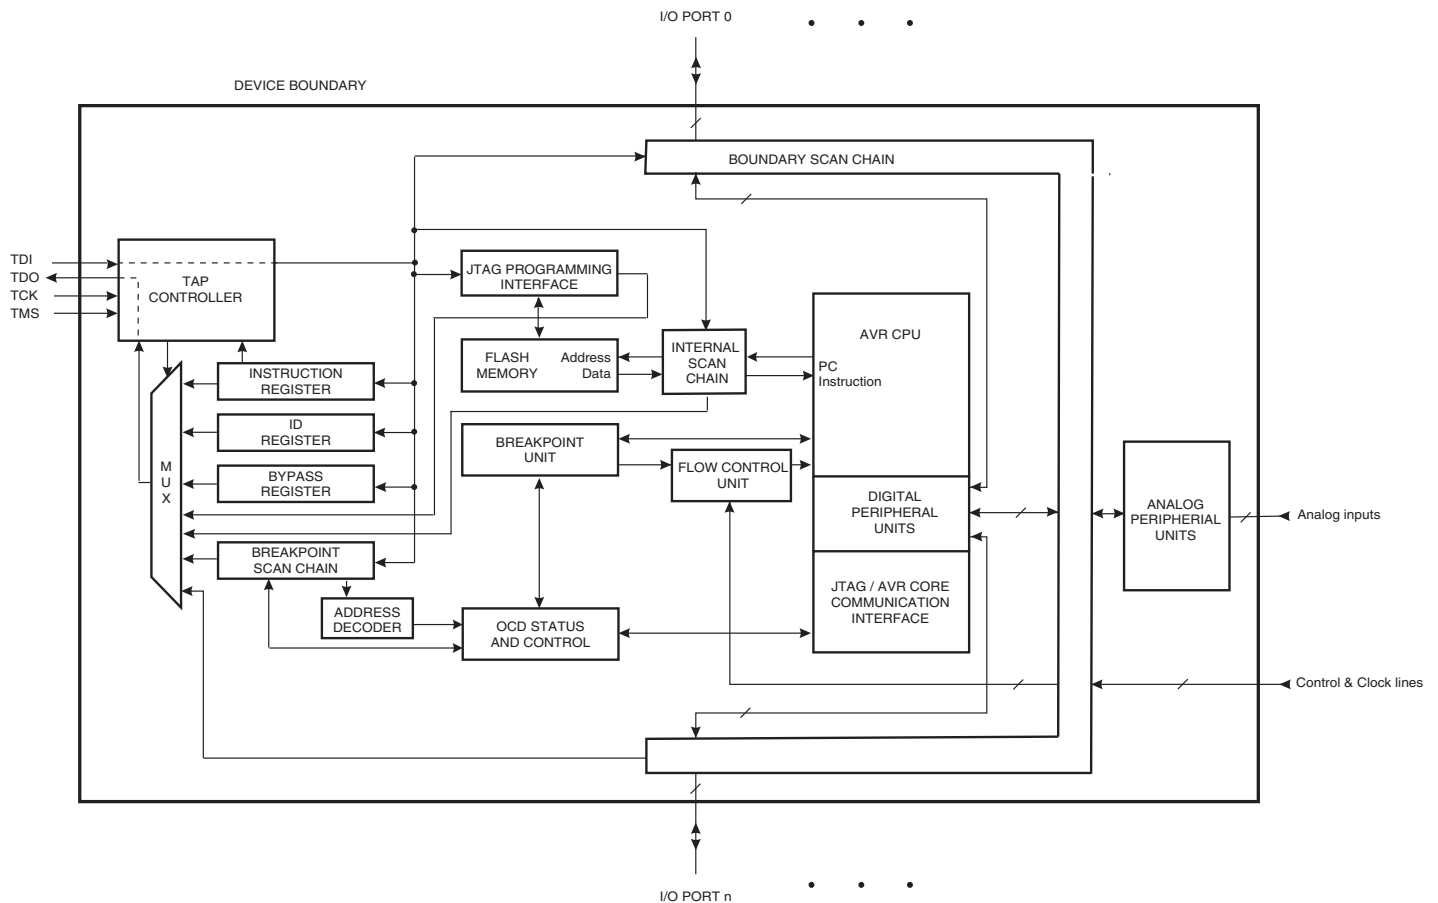 I/O PORT 0
DEVICE BOUNDARY
BOUNDARY SCAN CHAIN
TDI
TDO
TCK
TMS
TAP
CONTROLLER
JTAG PROGRAMMING
INTERFACE
AVR CPU
FLASH
MEMORY
Address
Data
INTERNAL
SCAN
CHAIN
PC
Instruction
INSTRUCTION
REGISTER
ID
REGISTER
M
U
X
BYPASS
REGISTER
BREAKPOINT
UNIT
FLOW CONTROL
UNIT
DIGITAL
PERIPHERAL
UNITS
ANALOG
PERIPHERIAL
UNITS
Analog inputs
BREAKPOINT
SCAN CHAIN
ADDRESS
DECODER
OCD STATUS
AND CONTROL
JTAG / AVR CORE
COMMUNICATION
INTERFACE
Control & Clock lines
I/O PORT n